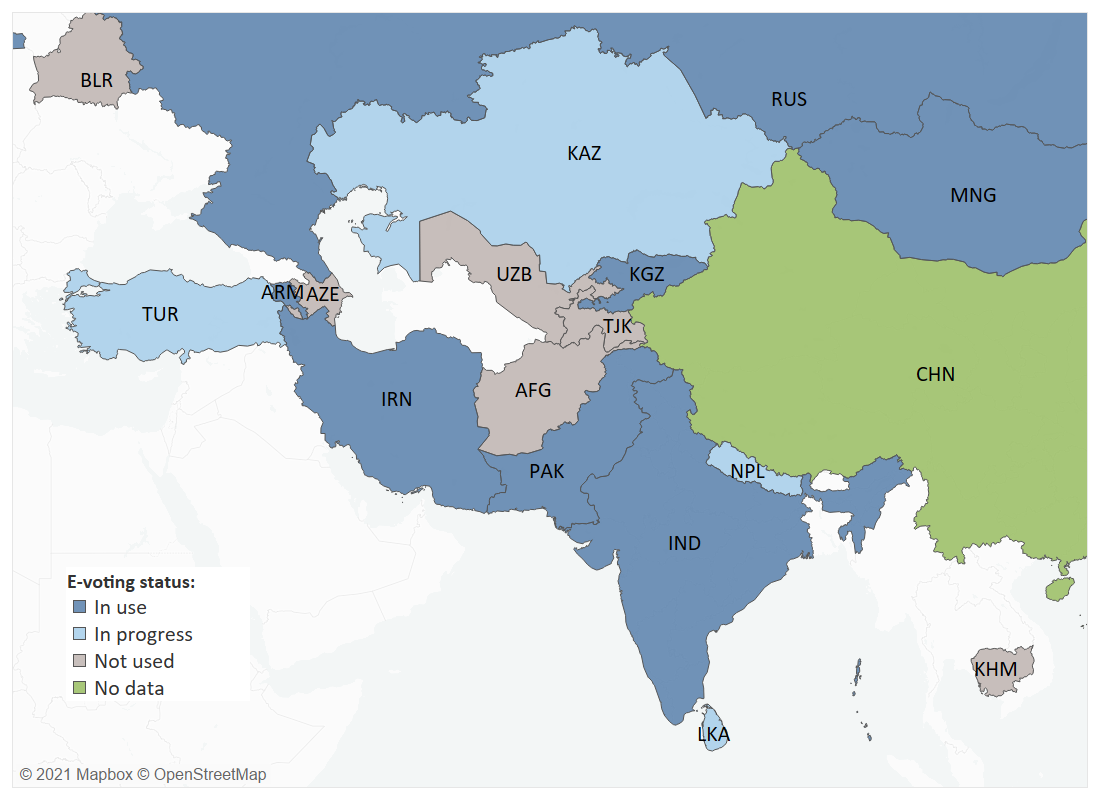 BLR
RUS
KAZ
MNG
UZB
KGZ
ARM
AZE
TUR
TJK
CHN
AFG
IRN
PAK
NPL
IND
E-voting status:
In use
In progress
Not used
No data
KHM
LKA
© 2021 Mapbox © OpenStreetMap